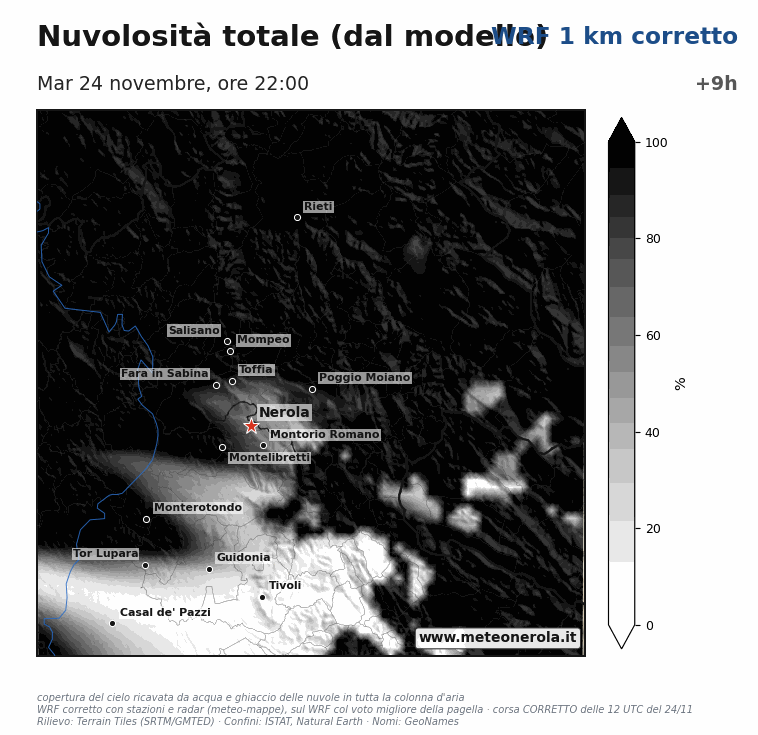 Nuvolosità totale (dal modello)
WRF 1 km corretto
Mar 24 novembre, ore 22:00
+9h
Rieti
Salisano
Mompeo
Toffia
Fara in Sabina
Poggio Moiano
Nerola
Montorio Romano
Montelibretti
Monterotondo
Tor Lupara
Guidonia
Tivoli
Casal de' Pazzi
www.meteonerola.it
100
80
60
40
20
0
%
copertura del cielo ricavata da acqua e ghiaccio delle nuvole in tutta la colonna d'aria
WRF corretto con stazioni e radar (meteo-mappe), sul WRF col voto migliore della pagella · corsa CORRETTO delle 12 UTC del 24/11
Rilievo: Terrain Tiles (SRTM/GMTED) · Confini: ISTAT, Natural Earth · Nomi: GeoNames